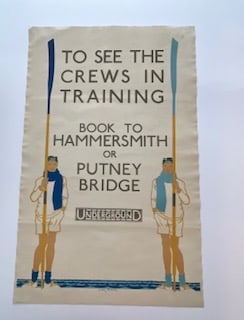 TO SEE THE
CREWS IN
TRAINING
BOOK TO
HAMMERSMITH
OR
PUTNEY
BRIDGE
UNDERGROUND